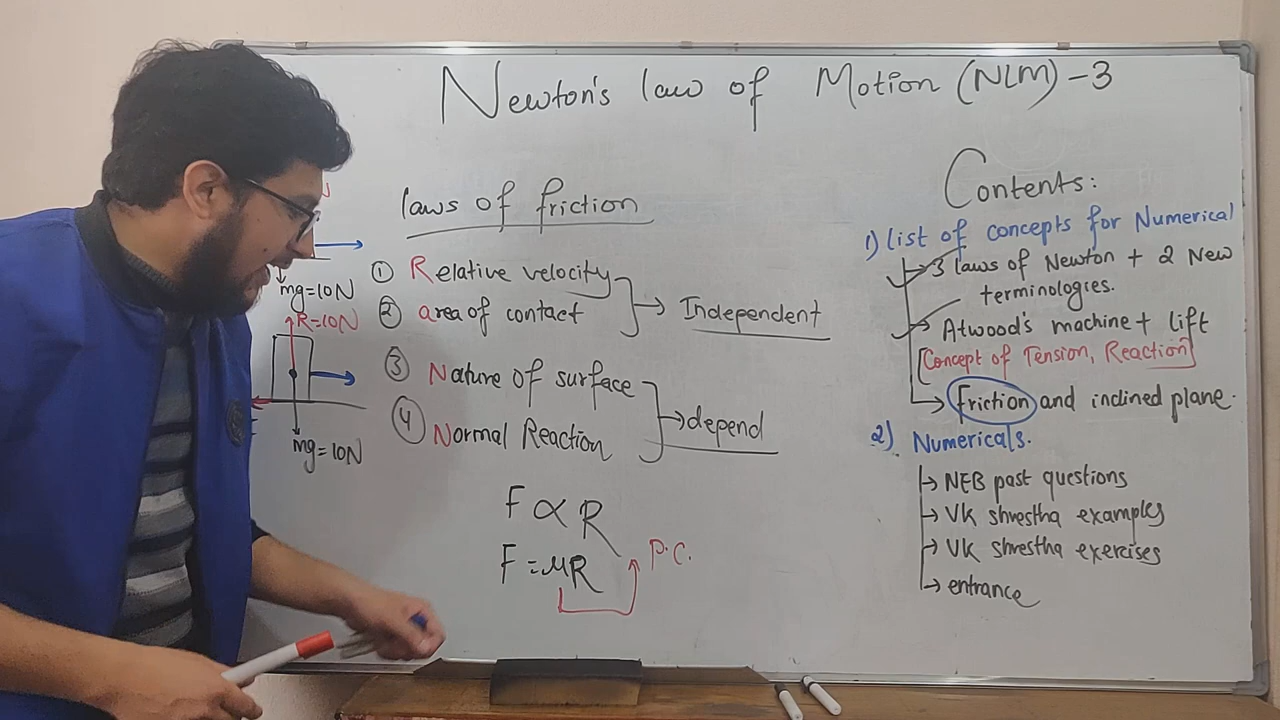 Newton's law of Motion (NLM) - 3
laws of friction
① Relative velocity
② area of contact
→ Independent
③ Nature of surface
④ Normal Reaction
→ depend
F ∝ R
F = μR
P.C.
N
mg=10N
R=10N
mg=10N
Contents:
1) list of concepts for Numerical
→ 3 laws of Newton + 2 New
terminologies.
→ Atwood's machine + lift
[Concept of Tension, Reaction]
→ friction and inclined plane.
2) Numericals.
→ NEB past questions
→ VK shrestha examples
→ VK shrestha exercises
→ entrance